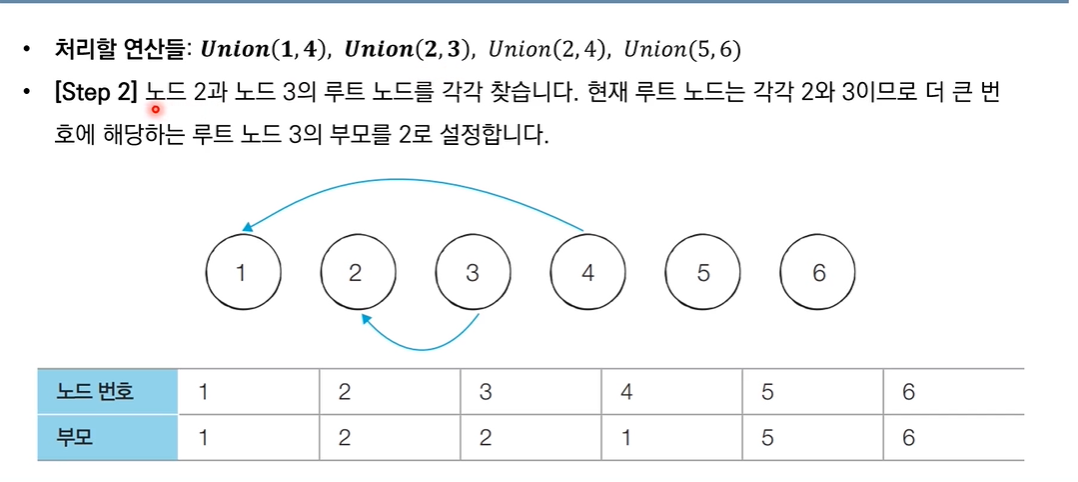 • 처리할 연산들: Union(1,4), Union(2,3), Union(2,4), Union(5,6)
• [Step 2] 노드 2과 노드 3의 루트 노드를 각각 찾습니다. 현재 루트 노드는 각각 2와 3이므로 더 큰 번
호에 해당하는 루트 노드 3의 부모를 2로 설정합니다.
1 2 3 4 5 6
노드 번호 1 2 3 4 5 6
부모 1 2 2 1 5 6